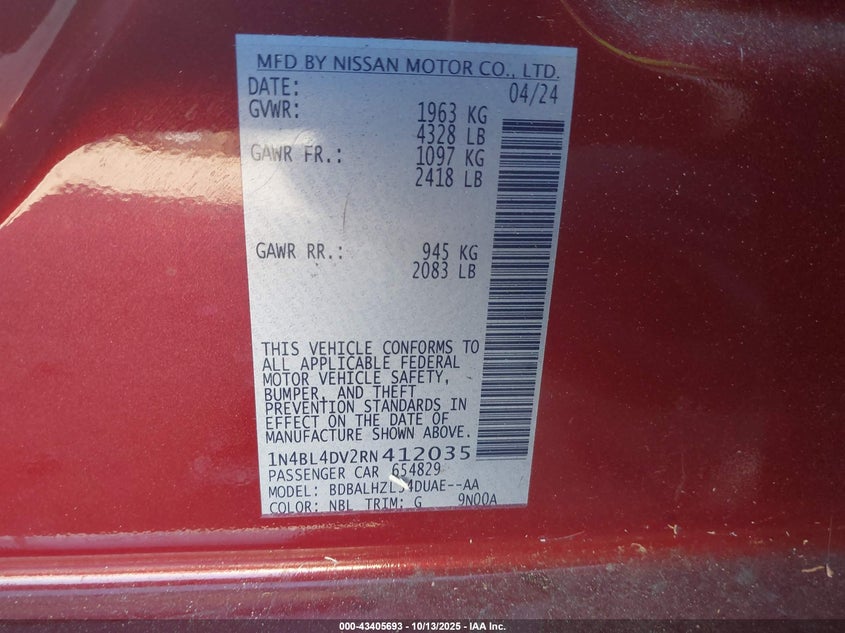 MFD BY NISSAN MOTOR CO., LTD.
DATE: 04/24
GVWR: 1963 KG
4328 LB
GAWR FR.: 1097 KG
2418 LB
GAWR RR.: 945 KG
2083 LB
THIS VEHICLE CONFORMS TO
ALL APPLICABLE FEDERAL
MOTOR VEHICLE SAFETY,
BUMPER, AND THEFT
PREVENTION STANDARDS IN
EFFECT ON THE DATE OF
MANUFACTURE SHOWN ABOVE.
1N4BL4DV2RN412035
PASSENGER CAR 654829
MODEL:
COLOR: NBL TRIM: G 9N00A
000-43405693 | 10/13/2025 - IAA Inc.